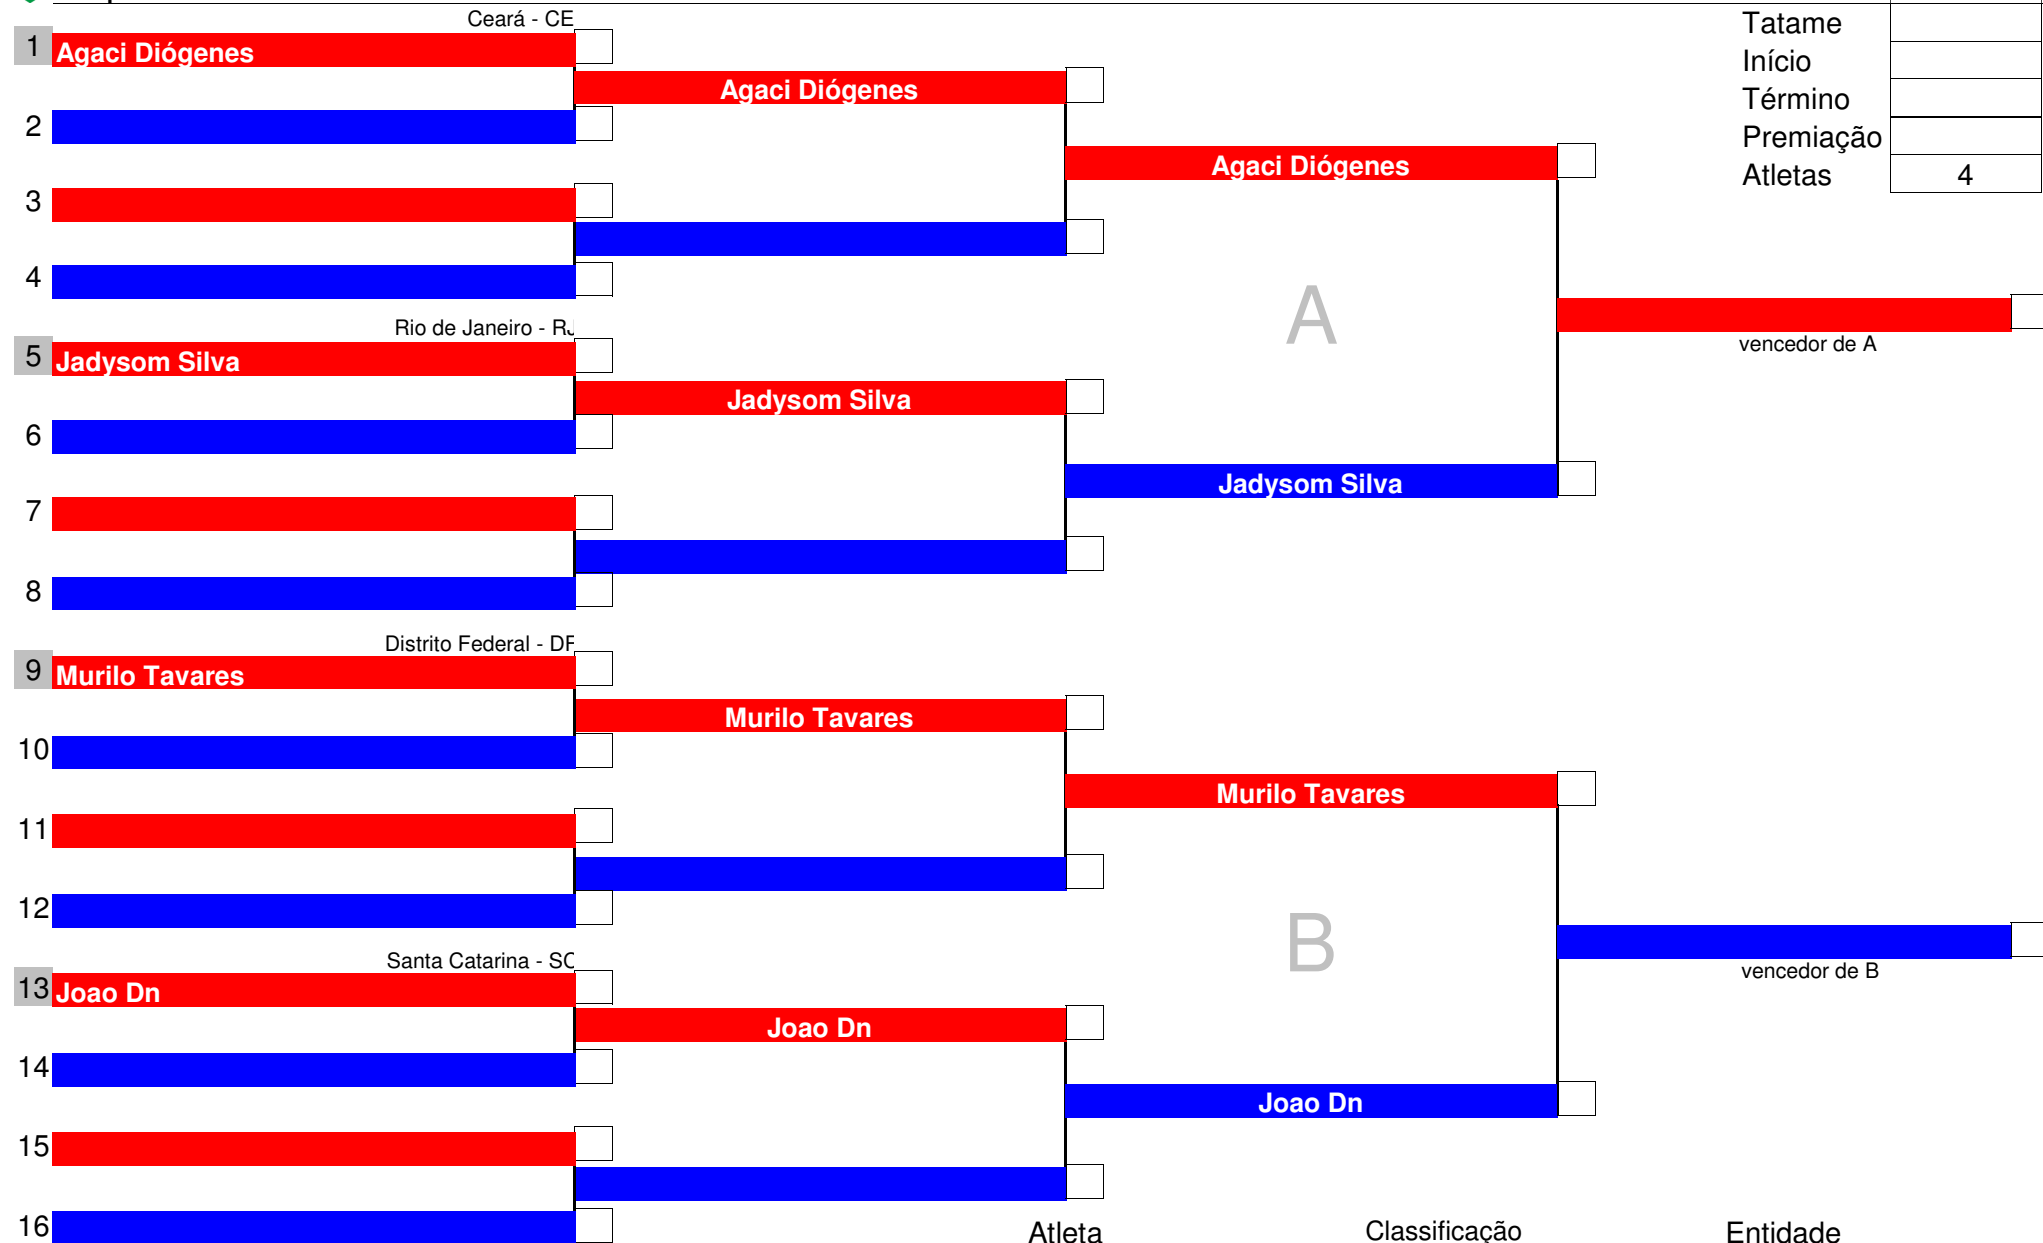 Ceará - CE
Tatame
1 Agaci Diógenes
Início
Agaci Diógenes
Término
2
Premiação
Agaci Diógenes
Atletas 4
3
4
A
Rio de Janeiro - RJ
vencedor de A
5 Jadysom Silva
Jadysom Silva
6
Jadysom Silva
7
8
Distrito Federal - DF
9 Murilo Tavares
Murilo Tavares
10
Murilo Tavares
11
12
B
Santa Catarina - SC
vencedor de B
13 Joao Dn
Joao Dn
14
Joao Dn
15
16
Atleta Classificação Entidade